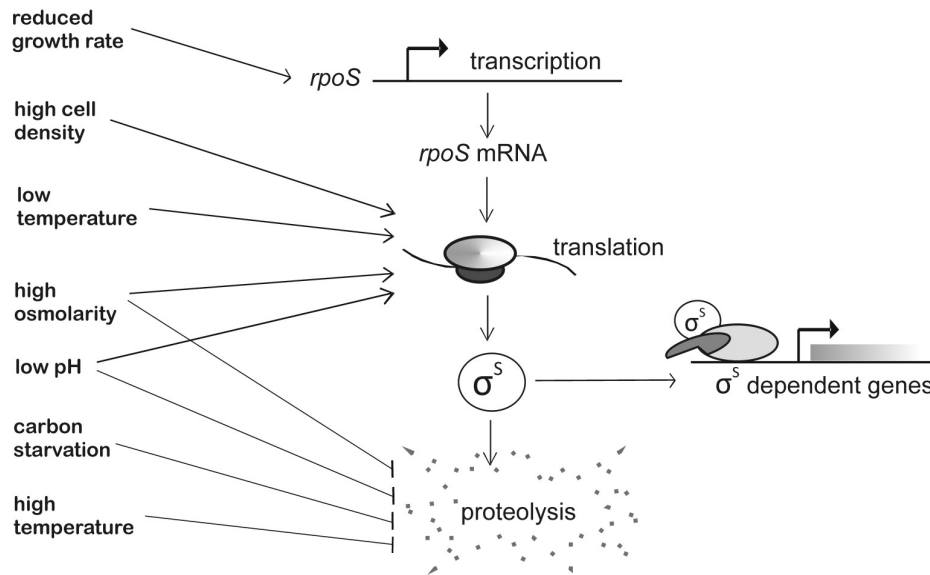 reduced
growth rate
rpoS
transcription
high cell
density
rpoS mRNA
low
temperature
translation
high
osmolarity
σS
low pH
σS
σS dependent genes
carbon
starvation
high
temperature
proteolysis